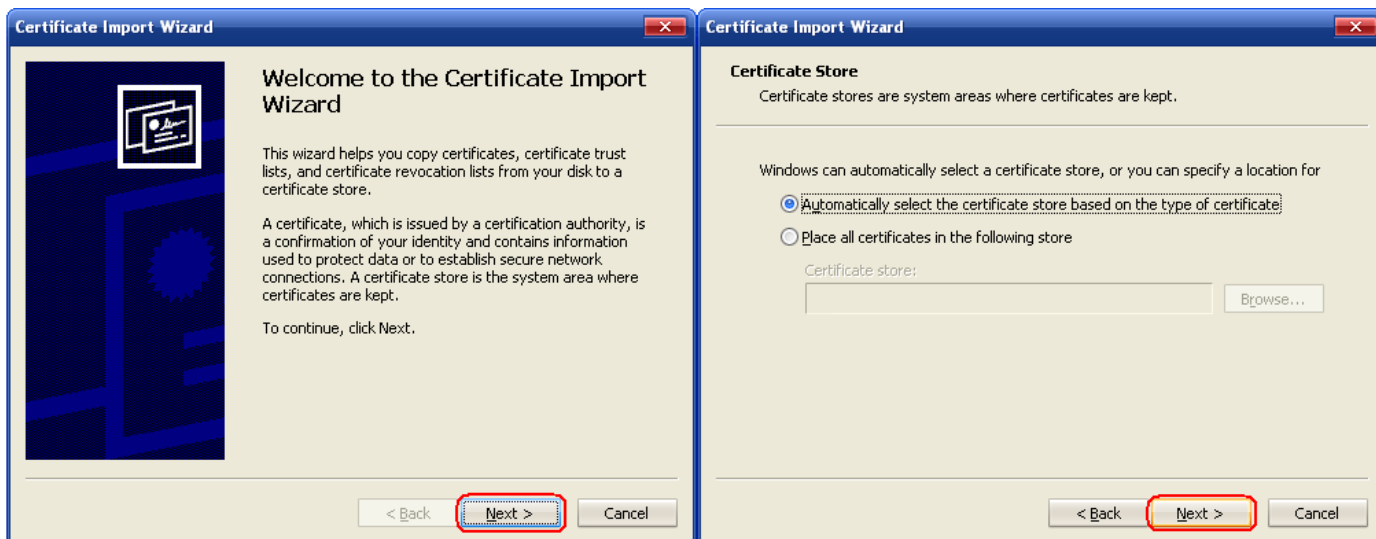 Certificate Import Wizard
Welcome to the Certificate Import
Wizard
This wizard helps you copy certificates, certificate trust
lists, and certificate revocation lists from your disk to a
certificate store.
A certificate, which is issued by a certification authority, is
a confirmation of your identity and contains information
used to protect data or to establish secure network
connections. A certificate store is the system area where
certificates are kept.
To continue, click Next.
< Back
Next >
Cancel
Certificate Import Wizard
Certificate Store
Certificate stores are system areas where certificates are kept.
Windows can automatically select a certificate store, or you can specify a location for
Automatically select the certificate store based on the type of certificate
Place all certificates in the following store
Certificate store:
Browse...
< Back
Next >
Cancel